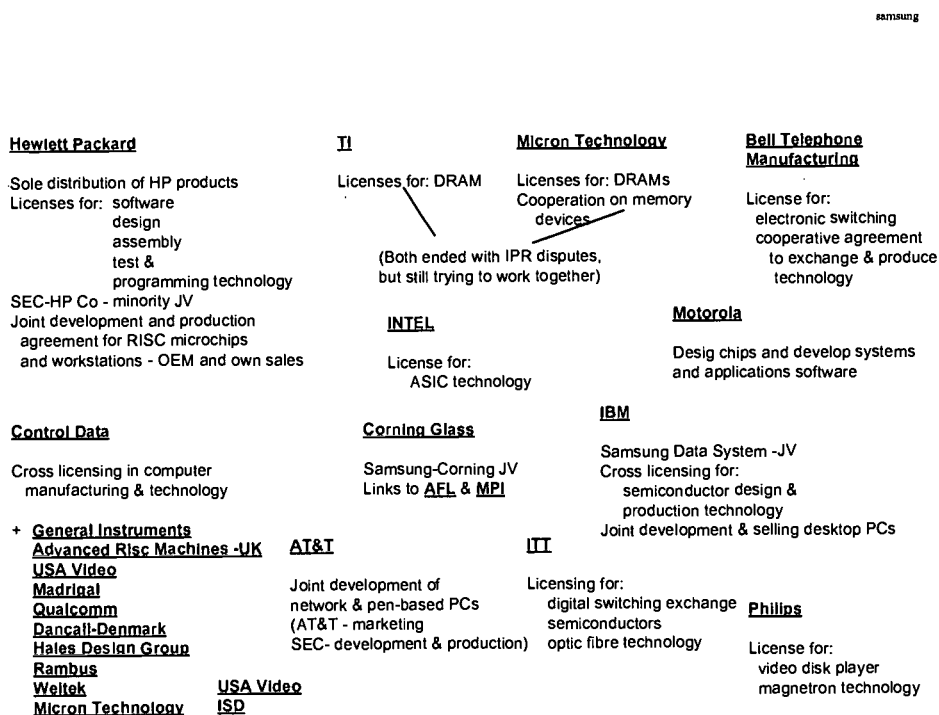 samsung
Hewlett Packard
Sole distribution of HP products
Licenses for: software
design
assembly
test &
programming technology
SEC-HP Co - minority JV
Joint development and production
agreement for RISC microchips
and workstations - OEM and own sales
TI
Licenses for: DRAM
Micron Technology
Licenses for: DRAMs
Cooperation on memory
devices
(Both ended with IPR disputes,
but still trying to work together)
Bell Telephone
Manufacturing
License for:
electronic switching
cooperative agreement
to exchange & produce
technology
INTEL
License for:
ASIC technology
Motorola
Desig chips and develop systems
and applications software
Control Data
Cross licensing in computer
manufacturing & technology
Corning Glass
Samsung-Corning JV
Links to AFL & MPI
IBM
Samsung Data System -JV
Cross licensing for:
semiconductor design &
production technology
Joint development & selling desktop PCs
+ General Instruments
Advanced Risc Machines -UK
USA Video
Madrigal
Qualcomm
Dancall-Denmark
Hales Design Group
Rambus
Weitek
Micron Technology
USA Video
ISD
AT&T
Joint development of
network & pen-based PCs
(AT&T - marketing
SEC- development & production)
ITT
Licensing for:
digital switching exchange
semiconductors
optic fibre technology
Philips
License for:
video disk player
magnetron technology